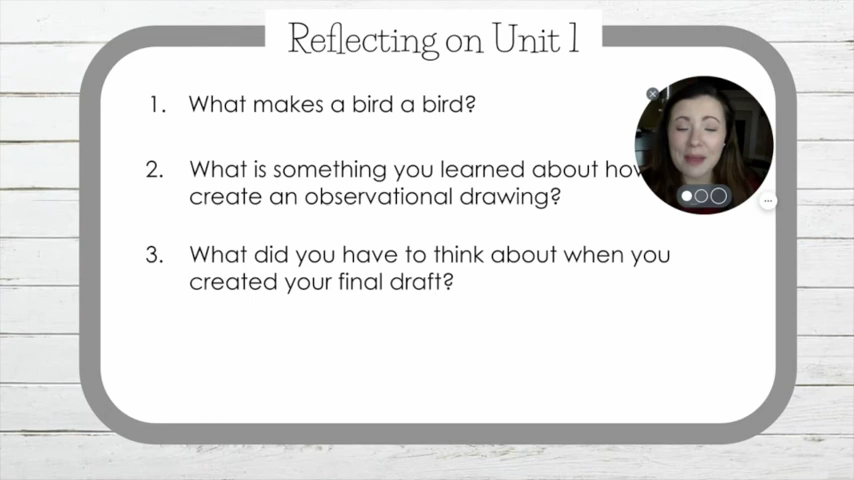 Reflecting on Unit 1
1. What makes a bird a bird?
2. What is something you learned about how
create an observational drawing?
3. What did you have to think about when you
created your final draft?